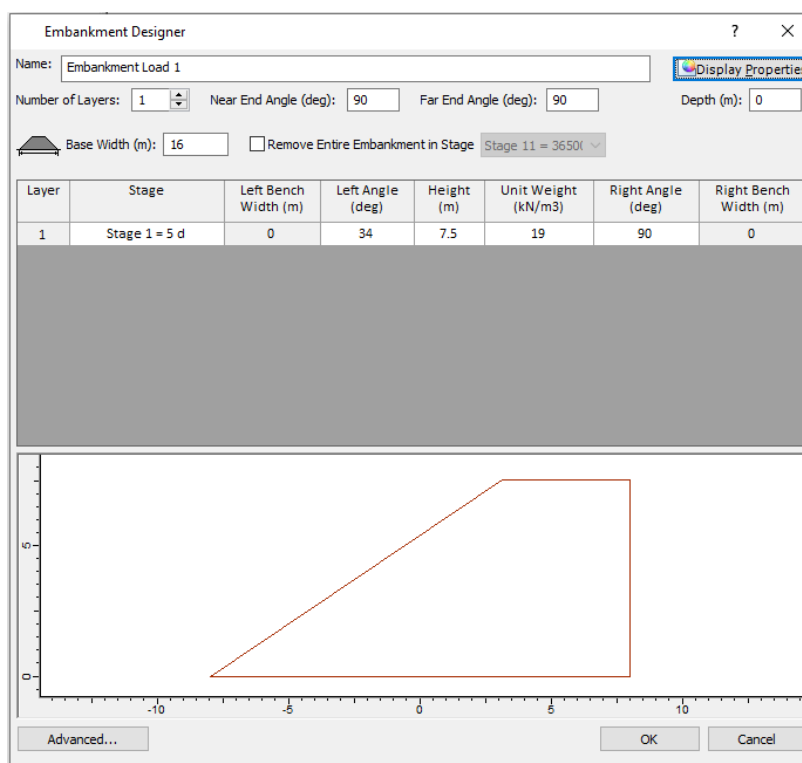 Embankment Designer ? X
Name: Embankment Load 1 Display Propertie
Number of Layers: 1 Near End Angle (deg): 90 Far End Angle (deg): 90 Depth (m): 0
Base Width (m): 16 Remove Entire Embankment in Stage Stage 11 = 3650(
Layer Stage Left Bench Width (m) Left Angle (deg) Height (m) Unit Weight (kN/m3) Right Angle (deg) Right Bench Width (m)
1 Stage 1 = 5 d 0 34 7.5 19 90 0
5
0
-10 -5 0 5 10
Advanced... OK Cancel